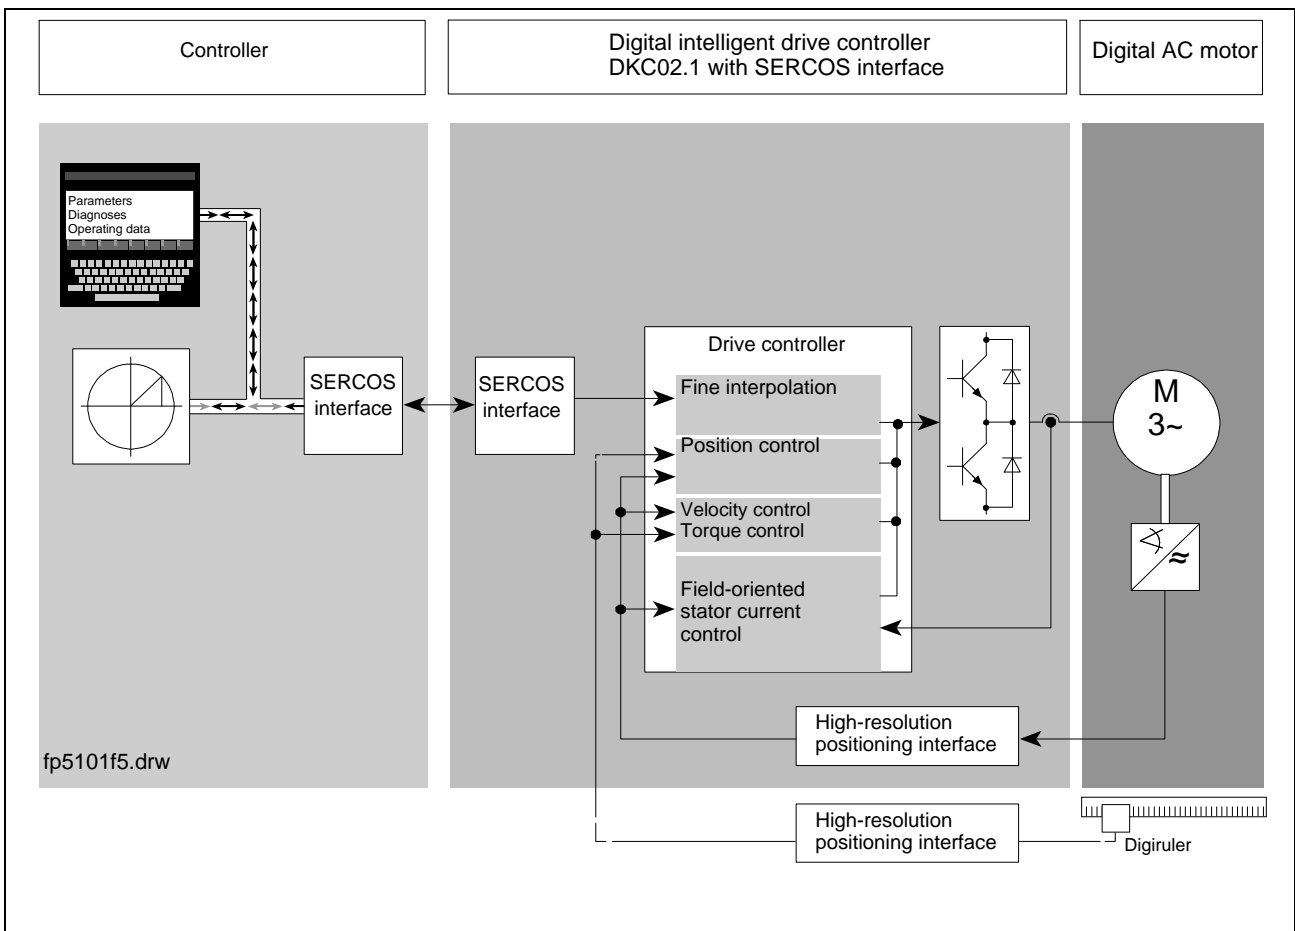 Controller
Digital intelligent drive controller
DKC02.1 with SERCOS interface
Digital AC motor
Parameters
Diagnoses
Operating data
SERCOS
interface
SERCOS
interface
Drive controller
Fine interpolation
Position control
Velocity control
Torque control
Field-oriented
stator current
control
M
3~
≈
High-resolution
positioning interface
fp5101f5.drw
High-resolution
positioning interface
Digiruler